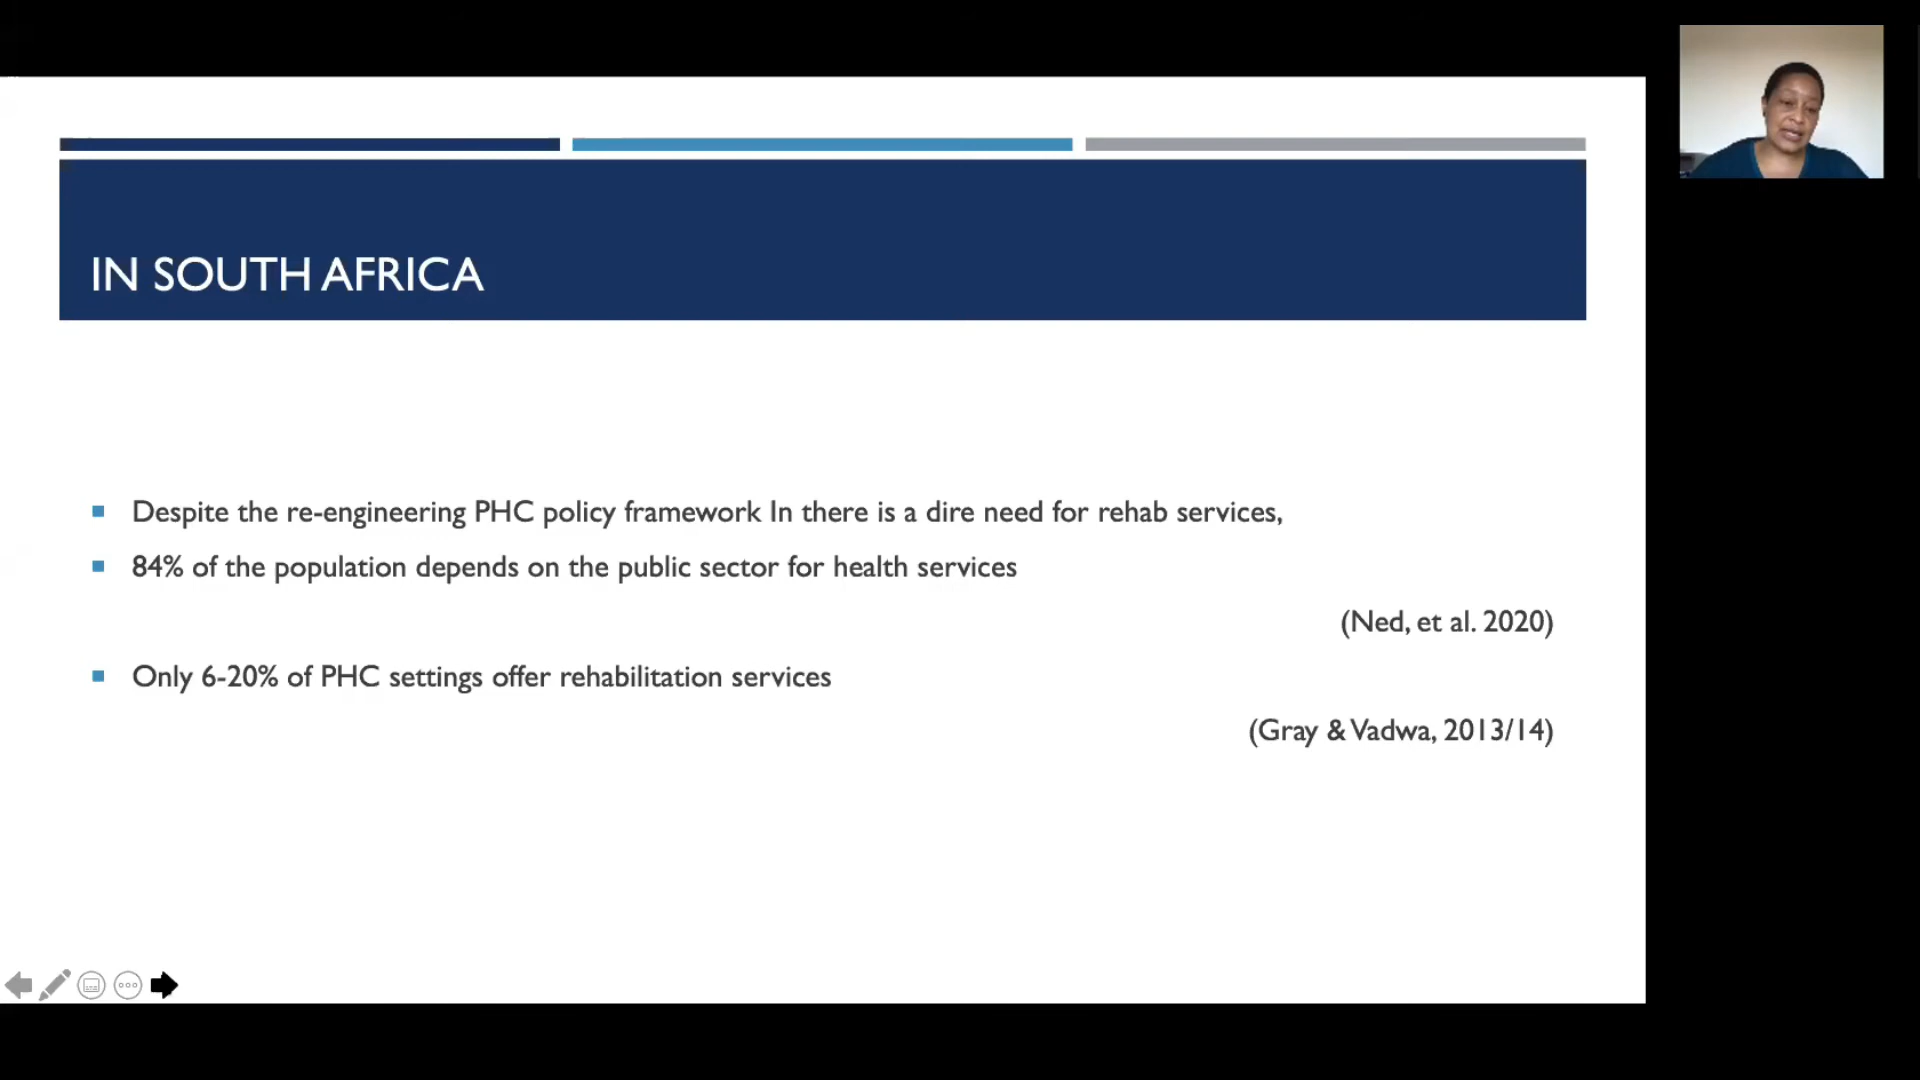 IN SOUTH AFRICA
Despite the re-engineering PHC policy framework In there is a dire need for rehab services,
84% of the population depends on the public sector for health services
(Ned, et al. 2020)
Only 6-20% of PHC settings offer rehabilitation services
(Gray & Vadwa, 2013/14)